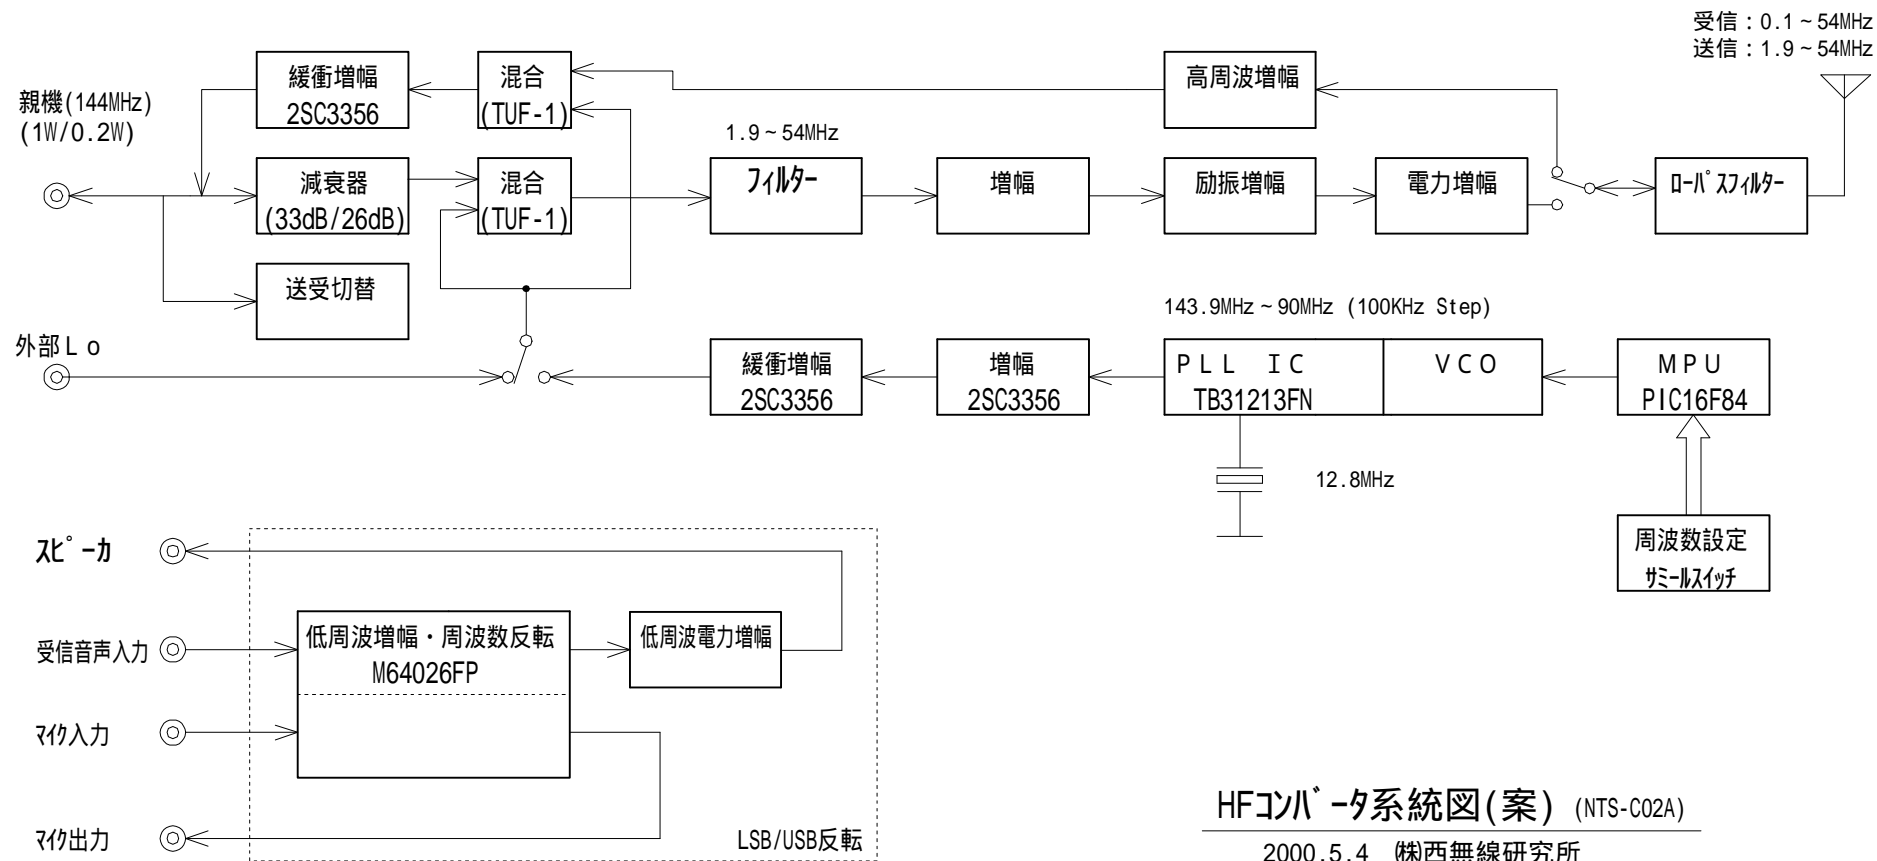 受信：0.1～54MHz
送信：1.9～54MHz
親機(144MHz)
(1W/0.2W)
緩衝増幅
2SC3356
混合
(TUF-1)
高周波増幅
1.9～54MHz
減衰器
(33dB/26dB)
混合
(TUF-1)
ﾌｨﾙﾀｰ
増幅
励振増幅
電力増幅
ﾛｰﾊﾟｽﾌｨﾙﾀｰ
送受切替
143.9MHz～90MHz (100KHz Step)
外部Ｌｏ
緩衝増幅
2SC3356
増幅
2SC3356
ＰＬＬ ＩＣ
TB31213FN
ＶＣＯ
ＭＰＵ
PIC16F84
12.8MHz
周波数設定
ｻﾐｰﾙｽｲｯﾁ
ｽﾋﾟｰｶ
受信音声入力
低周波増幅・周波数反転
M64026FP
低周波電力増幅
ﾏｲｸ入力
ﾏｲｸ出力
LSB/USB反転
HFｺﾝﾊﾞｰﾀ系統図(案) (NTS-C02A)
2000.5.4 ㈱西無線研究所